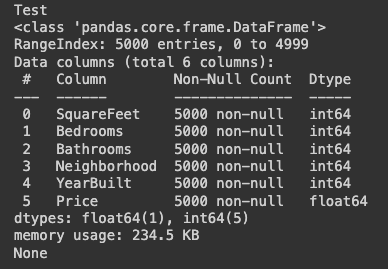 Test
<class 'pandas.core.frame.DataFrame'>
RangeIndex: 5000 entries, 0 to 4999
Data columns (total 6 columns):
 #   Column        Non-Null Count  Dtype
---  ------        --------------  -----
 0   SquareFeet    5000 non-null   int64
 1   Bedrooms      5000 non-null   int64
 2   Bathrooms     5000 non-null   int64
 3   Neighborhood  5000 non-null   int64
 4   YearBuilt     5000 non-null   int64
 5   Price         5000 non-null   float64
dtypes: float64(1), int64(5)
memory usage: 234.5 KB
None